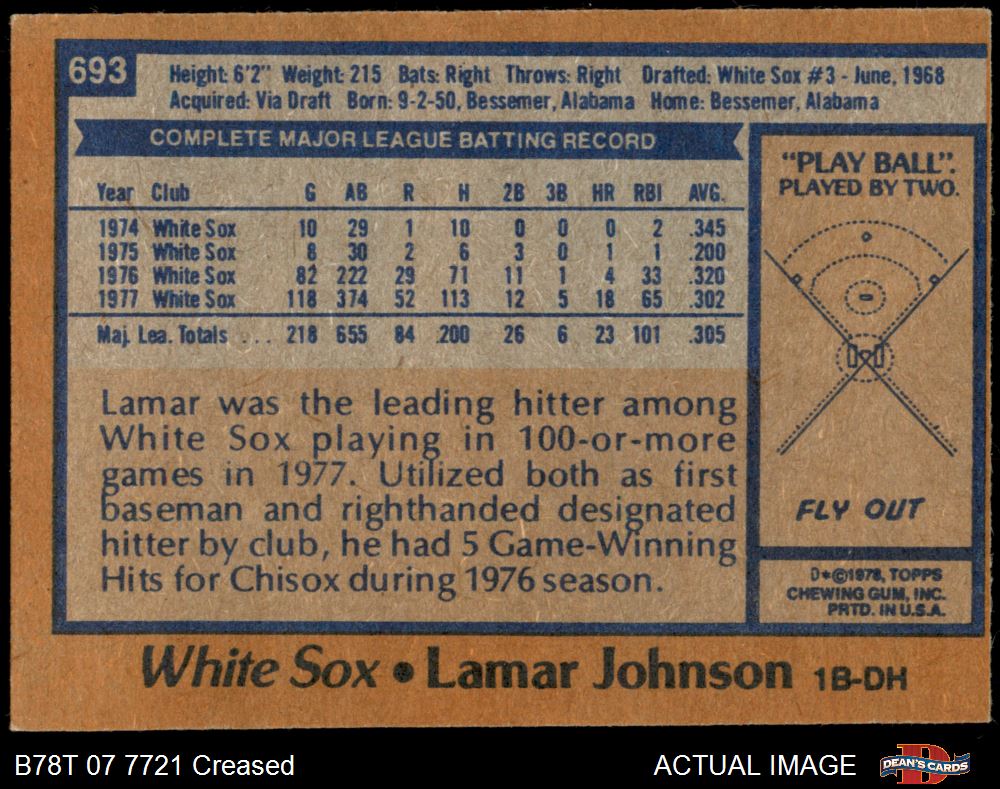 693
Height: 6'2" Weight: 215 Bats: Right Throws: Right Drafted: White Sox #3 - June, 1968
Acquired: Via Draft Born: 9-2-50, Bessemer, Alabama Home: Bessemer, Alabama
COMPLETE MAJOR LEAGUE BATTING RECORD
Year Club G AB R H 2B 3B HR RBI AVG.
1974 White Sox 10 29 1 10 0 0 0 2 .345
1975 White Sox 8 30 2 6 3 0 1 1 .200
1976 White Sox 82 222 29 71 11 1 4 33 .320
1977 White Sox 118 374 52 113 12 5 18 65 .302
Maj. Lea. Totals ... 218 655 84 200 26 6 23 101 .305
Lamar was the leading hitter among
White Sox playing in 100-or-more
games in 1977. Utilized both as first
baseman and righthanded designated
hitter by club, he had 5 Game-Winning
Hits for Chisox during 1976 season.
"PLAY BALL".
PLAYED BY TWO.
FLY OUT
D*©1978, TOPPS
CHEWING GUM, INC.
PRTD. IN U.S.A.
White Sox • Lamar Johnson 1B-DH
B78T 07 7721 Creased
ACTUAL IMAGE
DEAN'S CARDS